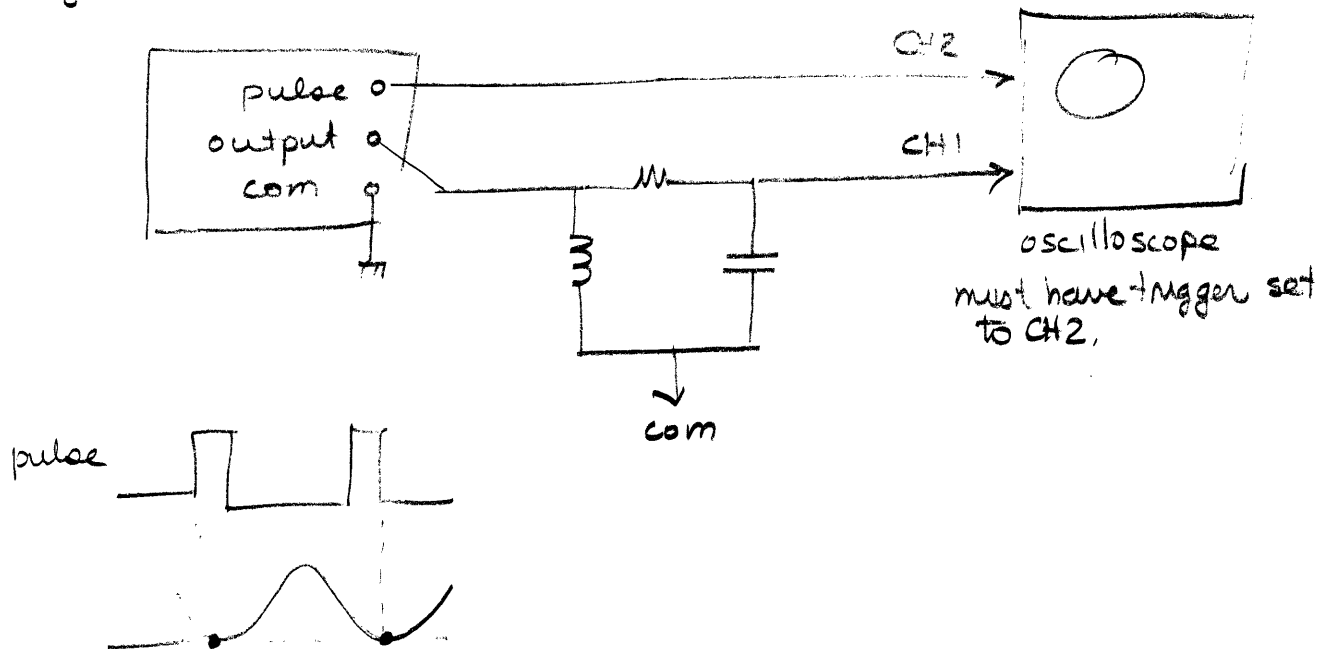 CH2
pulse
output
CH1
com
oscilloscope
must have trigger set
to CH2.
com
pulse